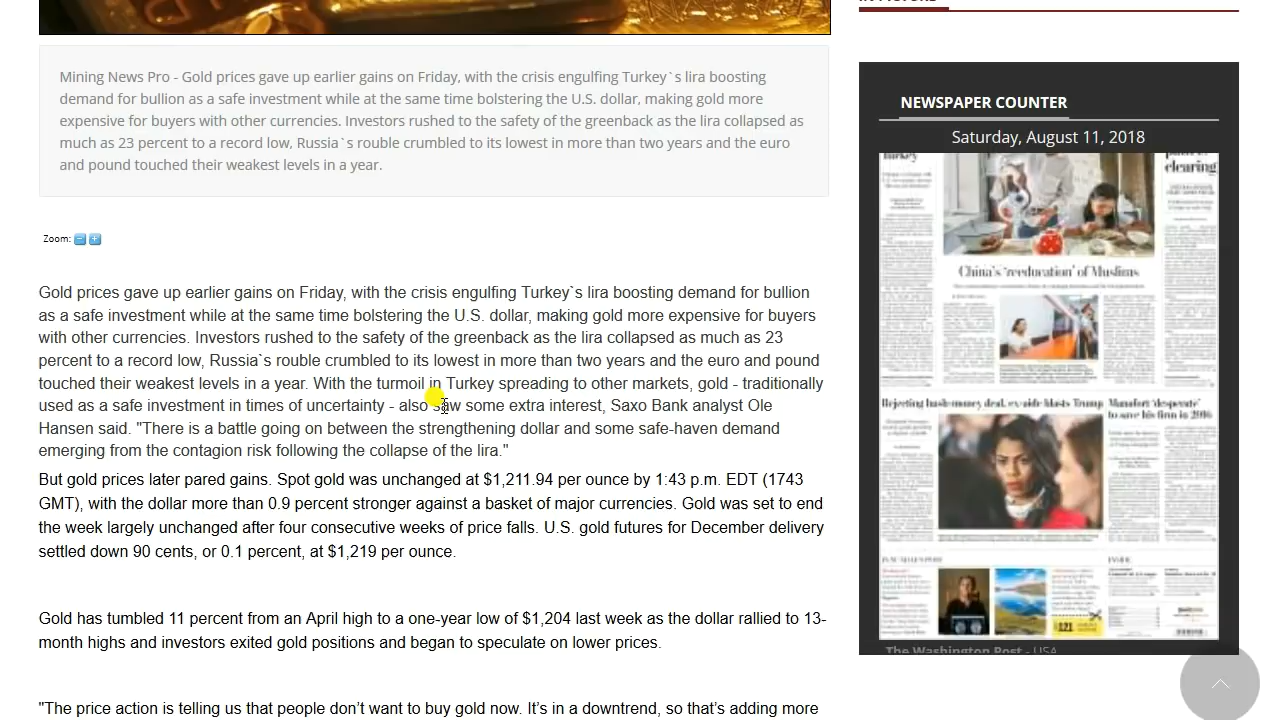 Mining News Pro - Gold prices gave up earlier gains on Friday, with the crisis engulfing Turkey`s lira boosting
demand for bullion as a safe investment while at the same time bolstering the U.S. dollar, making gold more
expensive for buyers with other currencies. Investors rushed to the safety of the greenback as the lira collapsed as
much as 23 percent to a record low, Russia`s rouble crumbled to its lowest in more than two years and the euro
and pound touched their weakest levels in a year.
Zoom:
Gold prices gave up earlier gains on Friday, with the crisis engulfing Turkey`s lira boosting demand for bullion
as a safe investment while at the same time bolstering the U.S. dollar, making gold more expensive for buyers
with other currencies. Investors rushed to the safety of the greenback as the lira collapsed as much as 23
percent to a record low, Russia`s rouble crumbled to its lowest in more than two years and the euro and pound
touched their weakest levels in a year. With the turmoil in Turkey spreading to other markets, gold - traditionally
used as a safe investment in times of uncertainty - also saw some extra interest, Saxo Bank analyst Ole
Hansen said. "There is a battle going on between the strengthening dollar and some safe-haven demand
emerging from the contagion risk following the collapse of the lira."
But gold prices later pared gains. Spot gold was unchanged at $1,211.94 per ounce by 1:43 p.m. EDT (1743
GMT), with the dollar more than 0.9 percent stronger against a basket of major currencies. Gold was set to end
the week largely unchanged after four consecutive weeks of price falls. U.S. gold futures for December delivery
settled down 90 cents, or 0.1 percent, at $1,219 per ounce.
Gold has tumbled 11 percent from an April high to a one-year low of $1,204 last week as the dollar rallied to 13-
month highs and investors exited gold positions and began to speculate on lower prices.
"The price action is telling us that people don’t want to buy gold now. It’s in a downtrend, so that’s adding more
NEWSPAPER COUNTER
Saturday, August 11, 2018
Turkey
clearing
China's 'reeducation' of Muslims
Rejecting hush-money deal, ex-aide blasts Trump
Manafort 'desperate'
to save his firm in 2016
INSIDE
$121
The Washington Post - USA